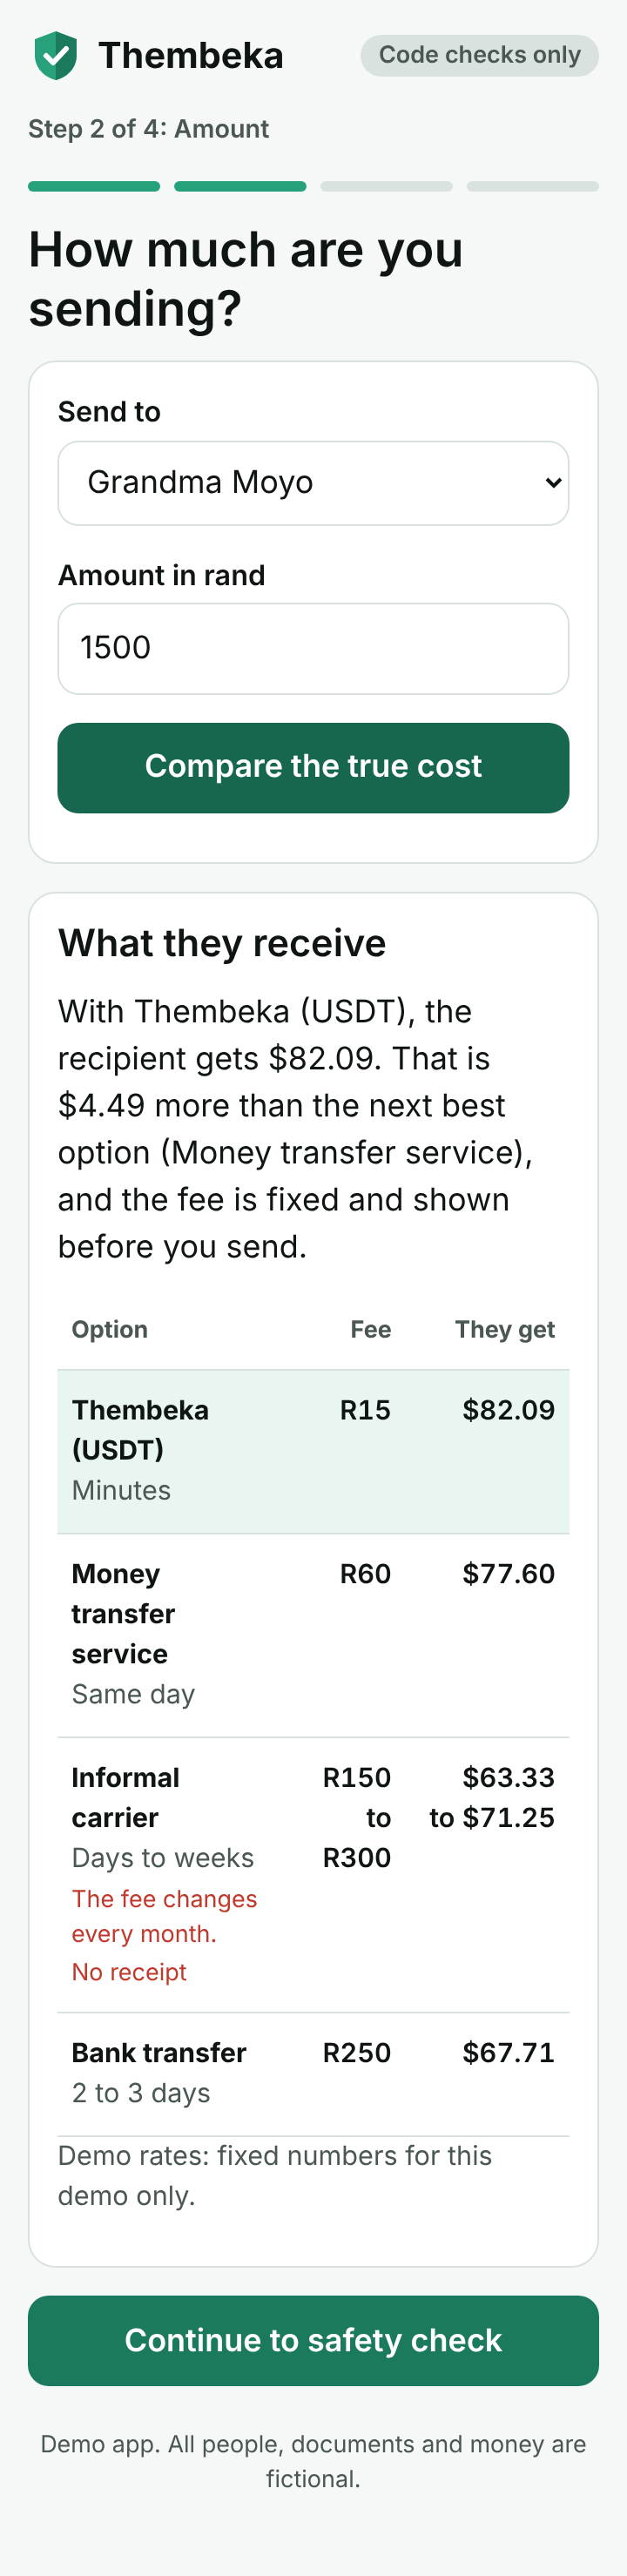 Thembeka
Code checks only
Step 2 of 4: Amount
How much are you
sending?
Send to
Grandma Moyo
Amount in rand
1500
Compare the true cost
What they receive
With Thembeka (USDT), the
recipient gets $82.09. That is
$4.49 more than the next best
option (Money transfer service),
and the fee is fixed and shown
before you send.
Option Fee They get
Thembeka R15 $82.09
(USDT)
Minutes
Money R60 $77.60
transfer
service
Same day
Informal R150 $63.33
carrier to to $71.25
Days to weeks R300
The fee changes
every month.
No receipt
Bank transfer R250 $67.71
2 to 3 days
Demo rates: fixed numbers for this
demo only.
Continue to safety check
Demo app. All people, documents and money are
fictional.